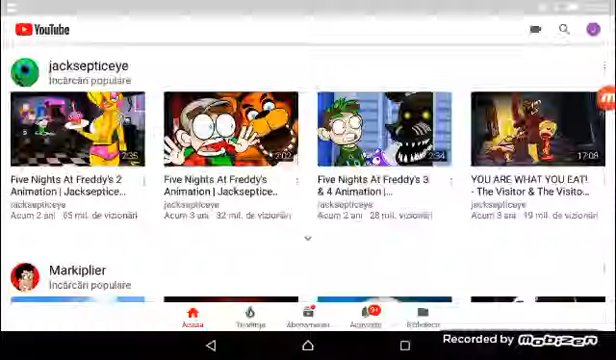 YouTube
J
jacksepticeye
Încărcări populare
2:35
2:02
2:34
17:08
Five Nights At Freddy's 2
Animation | Jackseptice...
jacksepticeye
Acum 2 ani 65 mil. de vizionări
Five Nights At Freddy's
Animation | Jackseptice...
jacksepticeye
Acum 3 ani 32 mil. de vizionări
Five Nights At Freddy's 3
& 4 Animation |...
jacksepticeye
Acum 2 ani 28 mil. de vizionări
YOU ARE WHAT YOU EAT!
- The Visitor & The Visito...
jacksepticeye
Acum 3 ani 19 mil. de vizionări
Markiplier
Încărcări populare
9+
Acasă
Tendințe
Abonamente
Activitate
Bibliotecă
Recorded by MOBIZEN